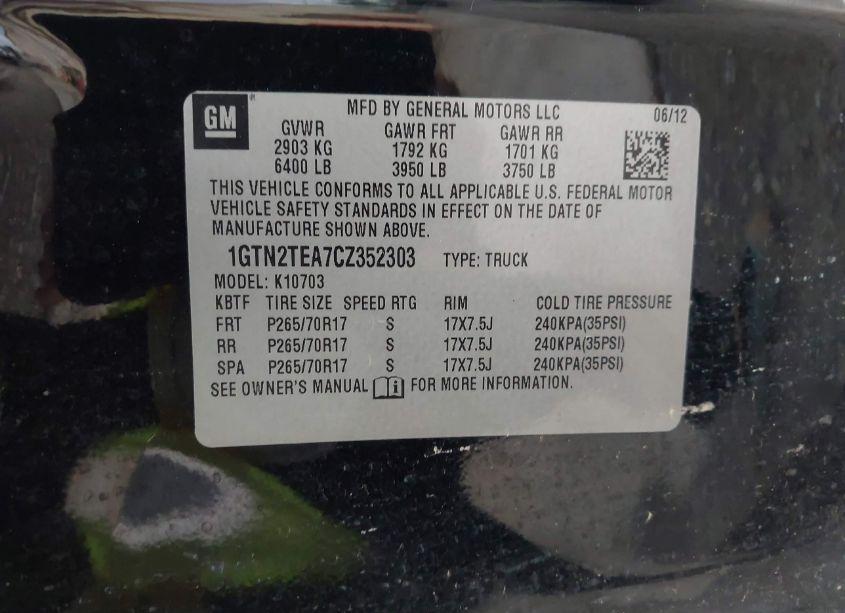 GM
MFD BY GENERAL MOTORS LLC 06/12
GVWR GAWR FRT GAWR RR
2903 KG 1792 KG 1701 KG
6400 LB 3950 LB 3750 LB
THIS VEHICLE CONFORMS TO ALL APPLICABLE U.S. FEDERAL MOTOR
VEHICLE SAFETY STANDARDS IN EFFECT ON THE DATE OF
MANUFACTURE SHOWN ABOVE.
1GTN2TEA7CZ352303 TYPE: TRUCK
MODEL: K10703
KBTF TIRE SIZE SPEED RTG RIM COLD TIRE PRESSURE
FRT P265/70R17 S 17X7.5J 240KPA(35PSI)
RR P265/70R17 S 17X7.5J 240KPA(35PSI)
SPA P265/70R17 S 17X7.5J 240KPA(35PSI)
SEE OWNER'S MANUAL i FOR MORE INFORMATION.